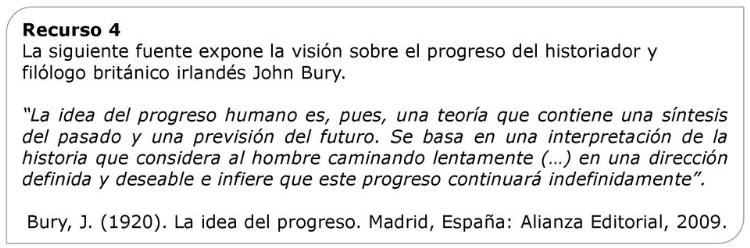 Recurso 4
La siguiente fuente expone la visión sobre el progreso del historiador y
filólogo británico irlandés John Bury.
“La idea del progreso humano es, pues, una teoría que contiene una síntesis
del pasado y una previsión del futuro. Se basa en una interpretación de la
historia que considera al hombre caminando lentamente (…) en una dirección
definida y deseable e infiere que este progreso continuará indefinidamente”.
Bury, J. (1920). La idea del progreso. Madrid, España: Alianza Editorial, 2009.